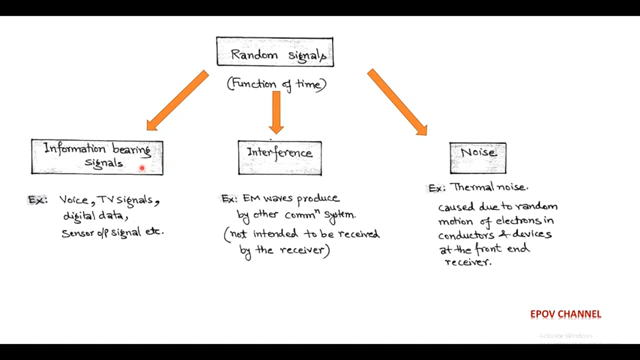 Random signals
(Function of time)
Information bearing
signals
Ex: Voice, TV signals,
digital data,
Sensor o/p signal etc.
Interference
Ex: EM waves produce
by other commⁿ system.
(not intended to be received
by the receiver)
Noise
Ex: Thermal noise.
caused due to random
motion of electrons in
conductors & devices
at the front end
receiver.
EPOV CHANNEL
Activate Windows